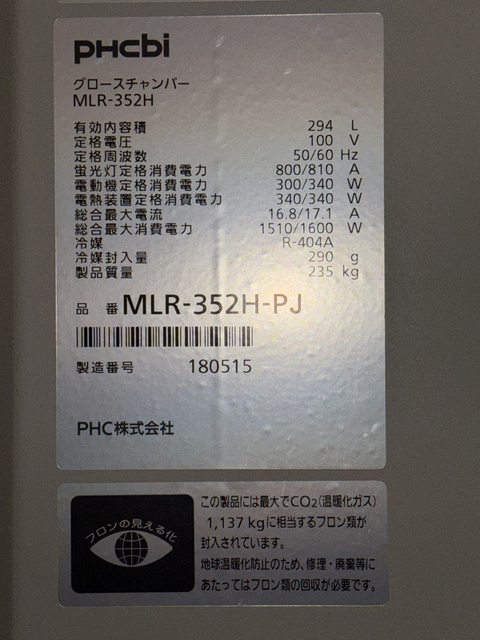 PHCbi
グロースチャンバー
MLR-352H
有効内容積 294 L
定格電圧 100 V
定格周波数 50/60 Hz
蛍光灯定格消費電力 800/810 A
電動機定格消費電力 300/340 W
電熱装置定格消費電力 340/340 W
総合最大電流 16.8/17.1 A
総合最大消費電力 1510/1600 W
冷媒 R-404A
冷媒封入量 290 g
製品質量 235 kg
品番 MLR-352H-PJ
製造番号 180515
PHC株式会社
フロンの見える化
この製品には最大でCO2(温暖化ガス)
1,137 kgに相当するフロン類が
封入されています。
地球温暖化防止のため、修理・廃棄等に
あたってはフロン類の回収が必要です。